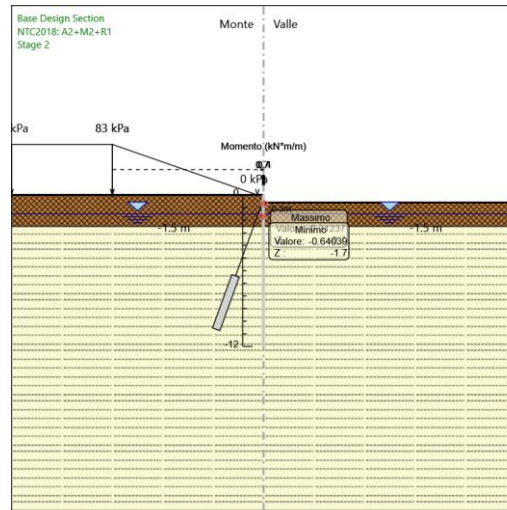 Base Design Section
NTC2018: A2+M2+R1
Stage 2
Monte
Valle
kPa
83 kPa
Momento (kN*m/m)
0 kPa
0
Massimo
Minimo
Valore: -0.64039
Z : -1.7
-1.5 m
-1.5 m
-12